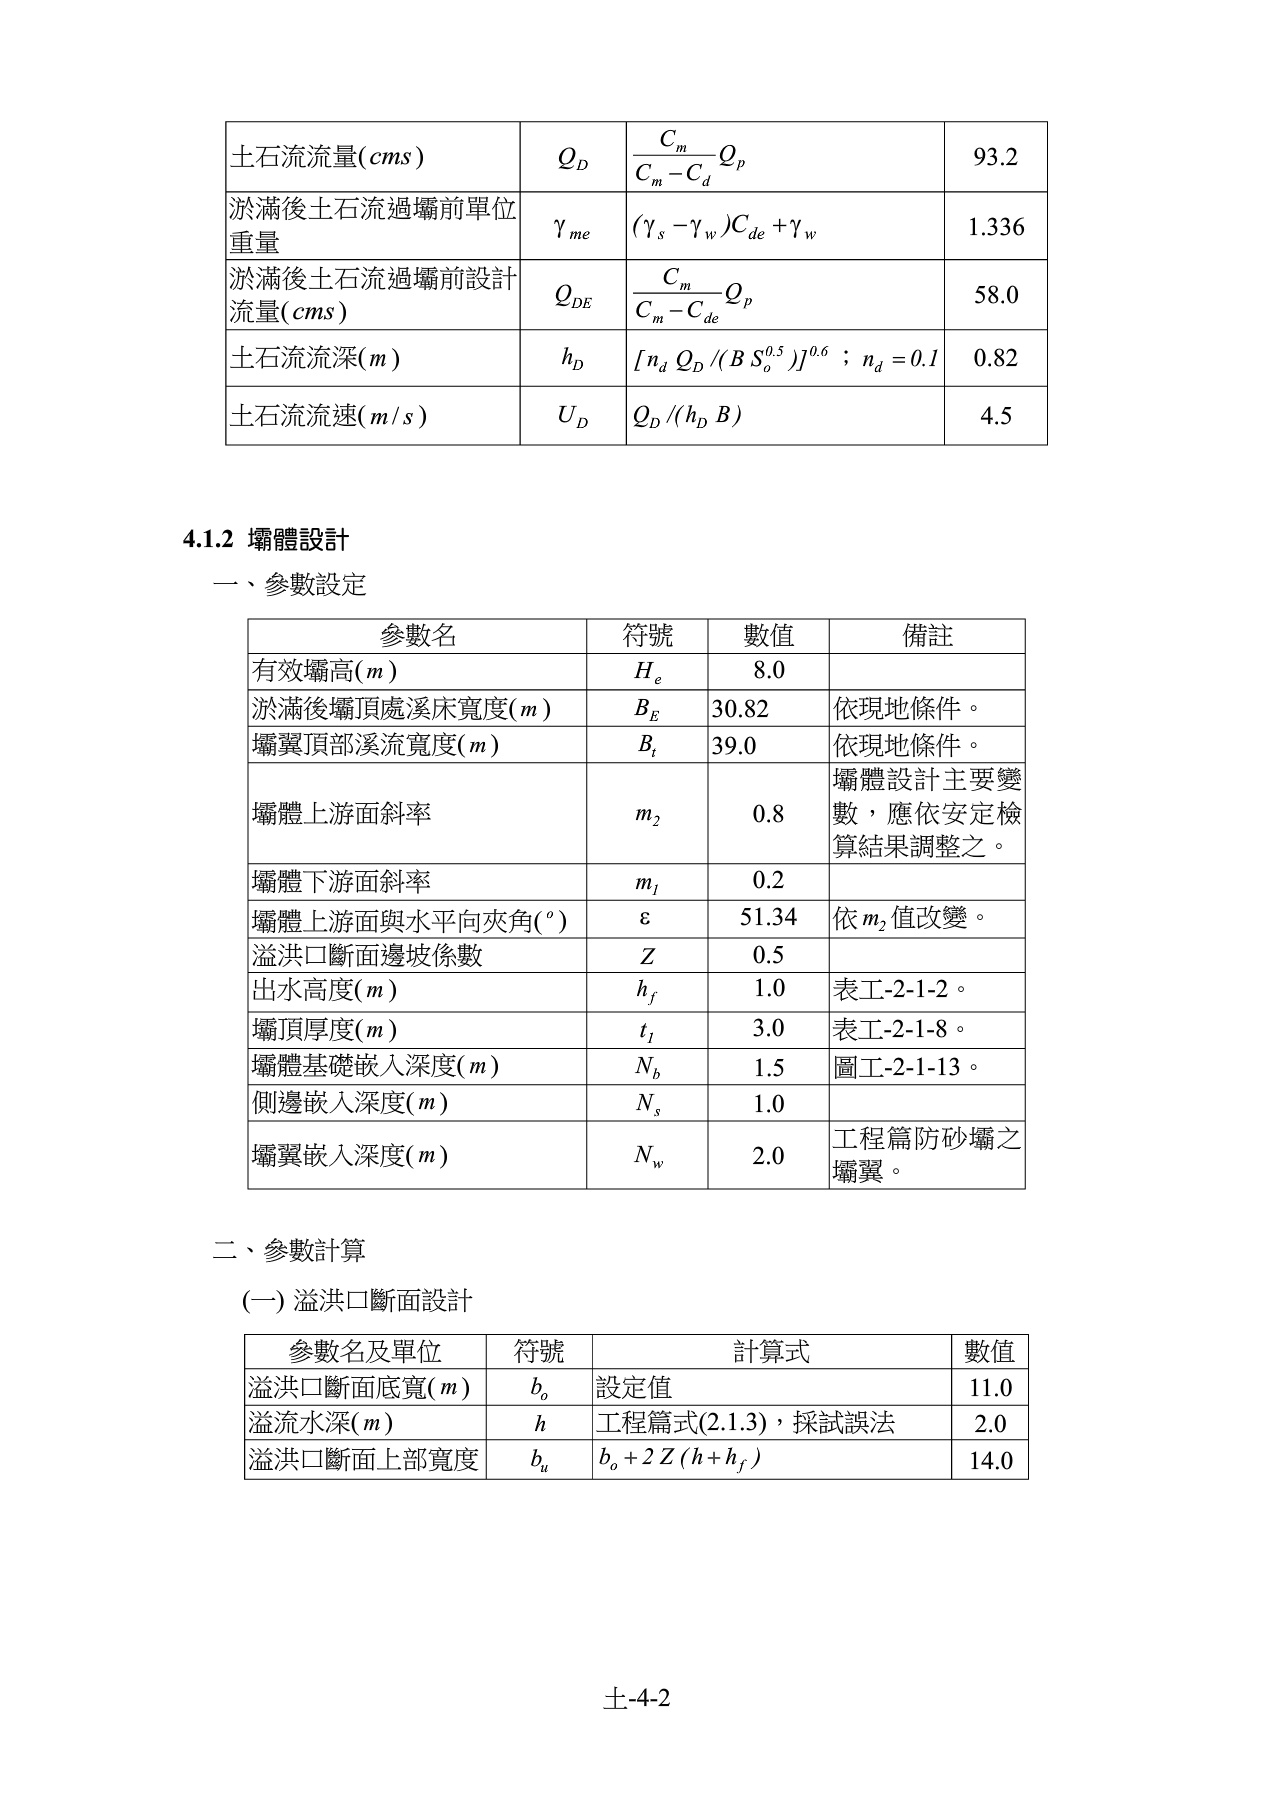 土石流流量(cms) Q_D C_m/(C_m−C_d) Q_p 93.2
淤滿後土石流過壩前單位
重量 γ_me (γ_s−γ_w)C_de+γ_w 1.336
淤滿後土石流過壩前設計
流量(cms) Q_DE C_m/(C_m−C_de) Q_p 58.0
土石流流深(m) h_D [n_d Q_D/(B S_o^0.5)]^0.6；n_d=0.1 0.82
土石流流速(m/s) U_D Q_D/(h_D B) 4.5
4.1.2 壩體設計
一、參數設定
參數名 符號 數值 備註
有效壩高(m) H_e 8.0
淤滿後壩頂處溪床寬度(m) B_E 30.82 依現地條件。
壩翼頂部溪流寬度(m) B_t 39.0 依現地條件。
壩體上游面斜率 m_2 0.8 壩體設計主要變
數，應依安定檢
算結果調整之。
壩體下游面斜率 m_1 0.2
壩體上游面與水平向夾角(°) ε 51.34 依m_2值改變。
溢洪口斷面邊坡係數 Z 0.5
出水高度(m) h_f 1.0 表工-2-1-2。
壩頂厚度(m) t_1 3.0 表工-2-1-8。
壩體基礎嵌入深度(m) N_b 1.5 圖工-2-1-13。
側邊嵌入深度(m) N_s 1.0
壩翼嵌入深度(m) N_w 2.0 工程篇防砂壩之
壩翼。
二、參數計算
(一) 溢洪口斷面設計
參數名及單位 符號 計算式 數值
溢洪口斷面底寬(m) b_o 設定值 11.0
溢流水深(m) h 工程篇式(2.1.3)，採試誤法 2.0
溢洪口斷面上部寬度 b_u b_o+2 Z (h+h_f) 14.0
土-4-2